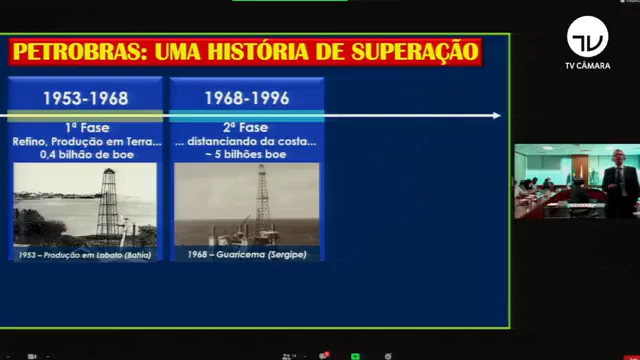 PETROBRAS: UMA HISTÓRIA DE SUPERAÇÃO
TV CÂMARA
1953-1968
1ª Fase
Refino, Produção em Terra...
0,4 bilhão de boe
1953 – Produção em Lobato (Bahia)
1968-1996
2ª Fase
... distanciando da costa...
~ 5 bilhões boe
1968 – Guaricema (Sergipe)